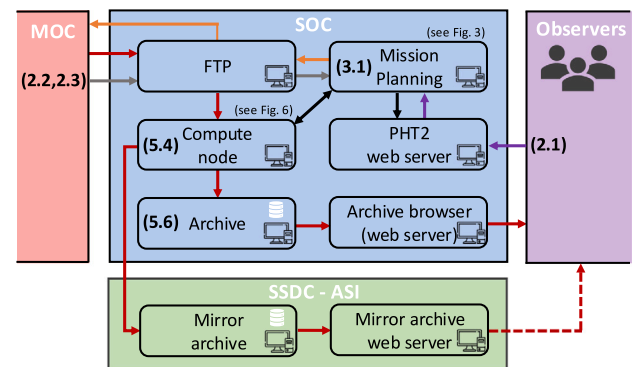 MOC
SOC
Observers
(2.2,2.3)
FTP
(see Fig. 3)
(3.1) Mission
Planning
(see Fig. 6)
(5.4) Compute
node
PHT2
web server
(2.1)
(5.6) Archive
Archive browser
(web server)
SSDC - ASI
Mirror
archive
Mirror archive
web server